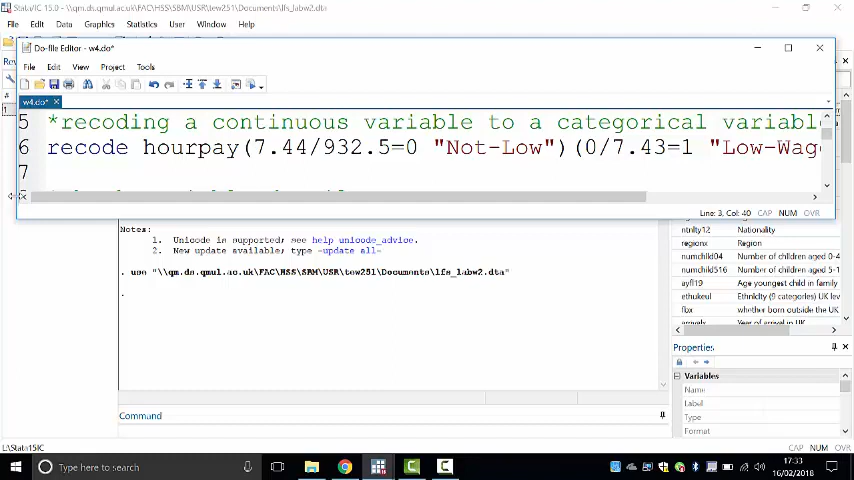 Stata/IC 15.0 - \\qm.ds.qmul.ac.uk\FAC\HSS\SBM\USR\tew251\Documents\lfs_labw2.dta
File Edit Data Graphics Statistics User Window Help
Do-file Editor - w4.do*
File Edit View Project Tools
w4.do*
5 *recoding a continuous variable to a categorical variabl
6 recode hourpay(7.44/932.5=0 "Not-Low")(0/7.43=1 "Low-Wag
7
Line: 3, Col: 40 CAP NUM OVR
Notes:
1. Unicode is supported; see help unicode_advice.
2. New update available; type -update all-
. use "\\qm.ds.qmul.ac.uk\FAC\HSS\SBM\USR\tew251\Documents\lfs_labw2.dta"
.
ntnlty12 Nationality
regionx Region
numchild04 Number of children aged 0-4
numchild516 Number of children aged 5-1
ayfl19 Age youngest child in family
ethukeul Ethnicity (9 categories) UK lev
fbx whether born outside the UK
Year of arrival in UK
Properties
Variables
Name
Label
Type
Format
Command
L:\Stata15IC
CAP NUM OVR
Type here to search
17:33
16/02/2018